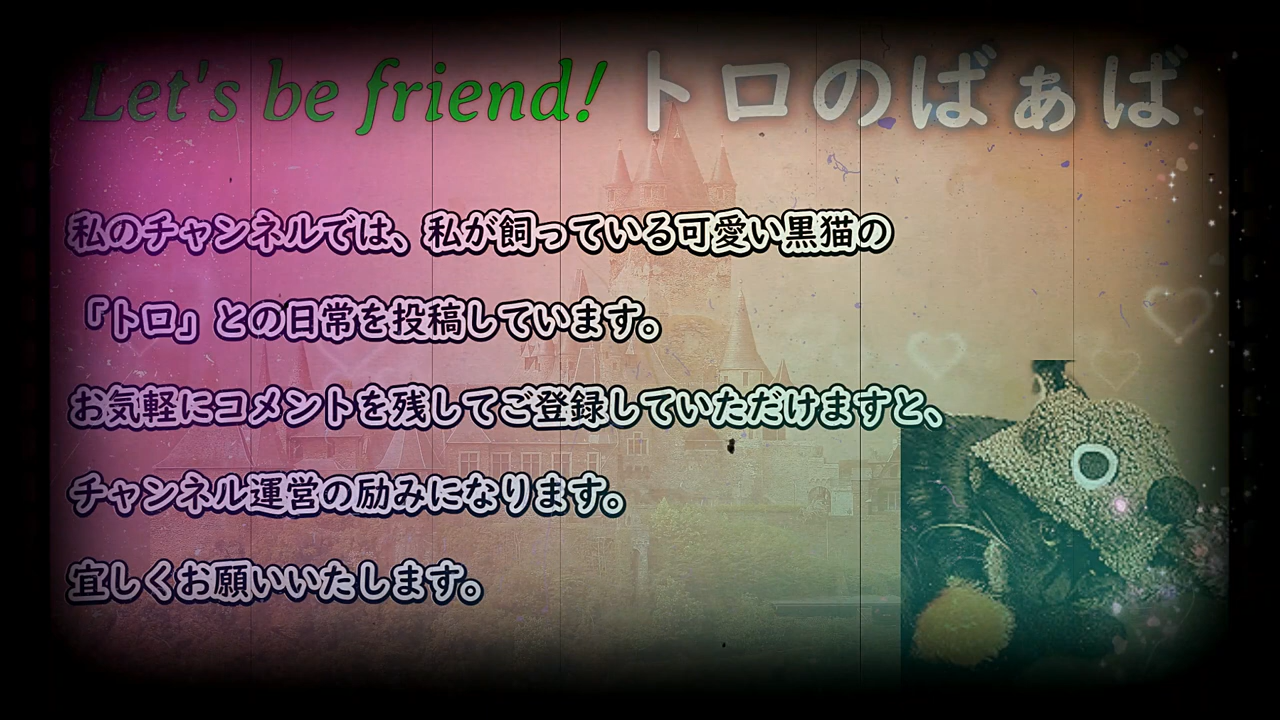 Let's be friend! トロのばぁば
私のチャンネルでは、私が飼っている可愛い黒猫の
『トロ』との日常を投稿しています。
お気軽にコメントを残してご登録していただけますと、
チャンネル運営の励みになります。
宜しくお願いいたします。